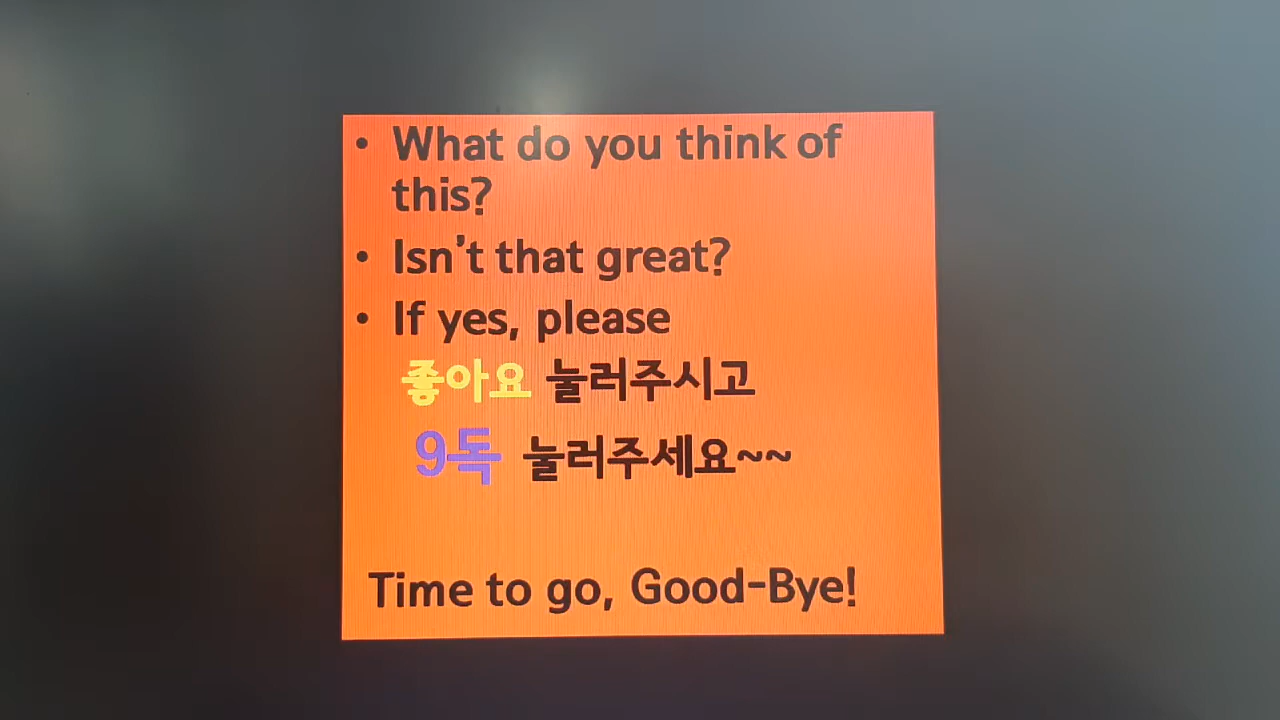 • What do you think of
this?
• Isn't that great?
• If yes, please
좋아요 눌러주시고
9독 눌러주세요~~
Time to go, Good-Bye!